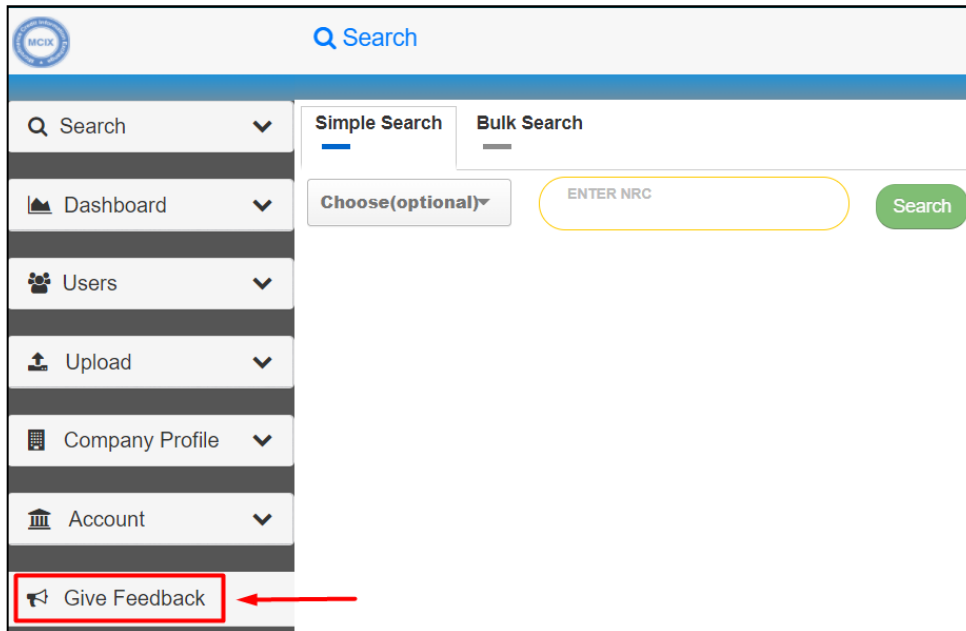 MCIX
Search
Search
Dashboard
Users
Upload
Company Profile
Account
Give Feedback
Simple Search
Bulk Search
Choose(optional)
ENTER NRC
Search